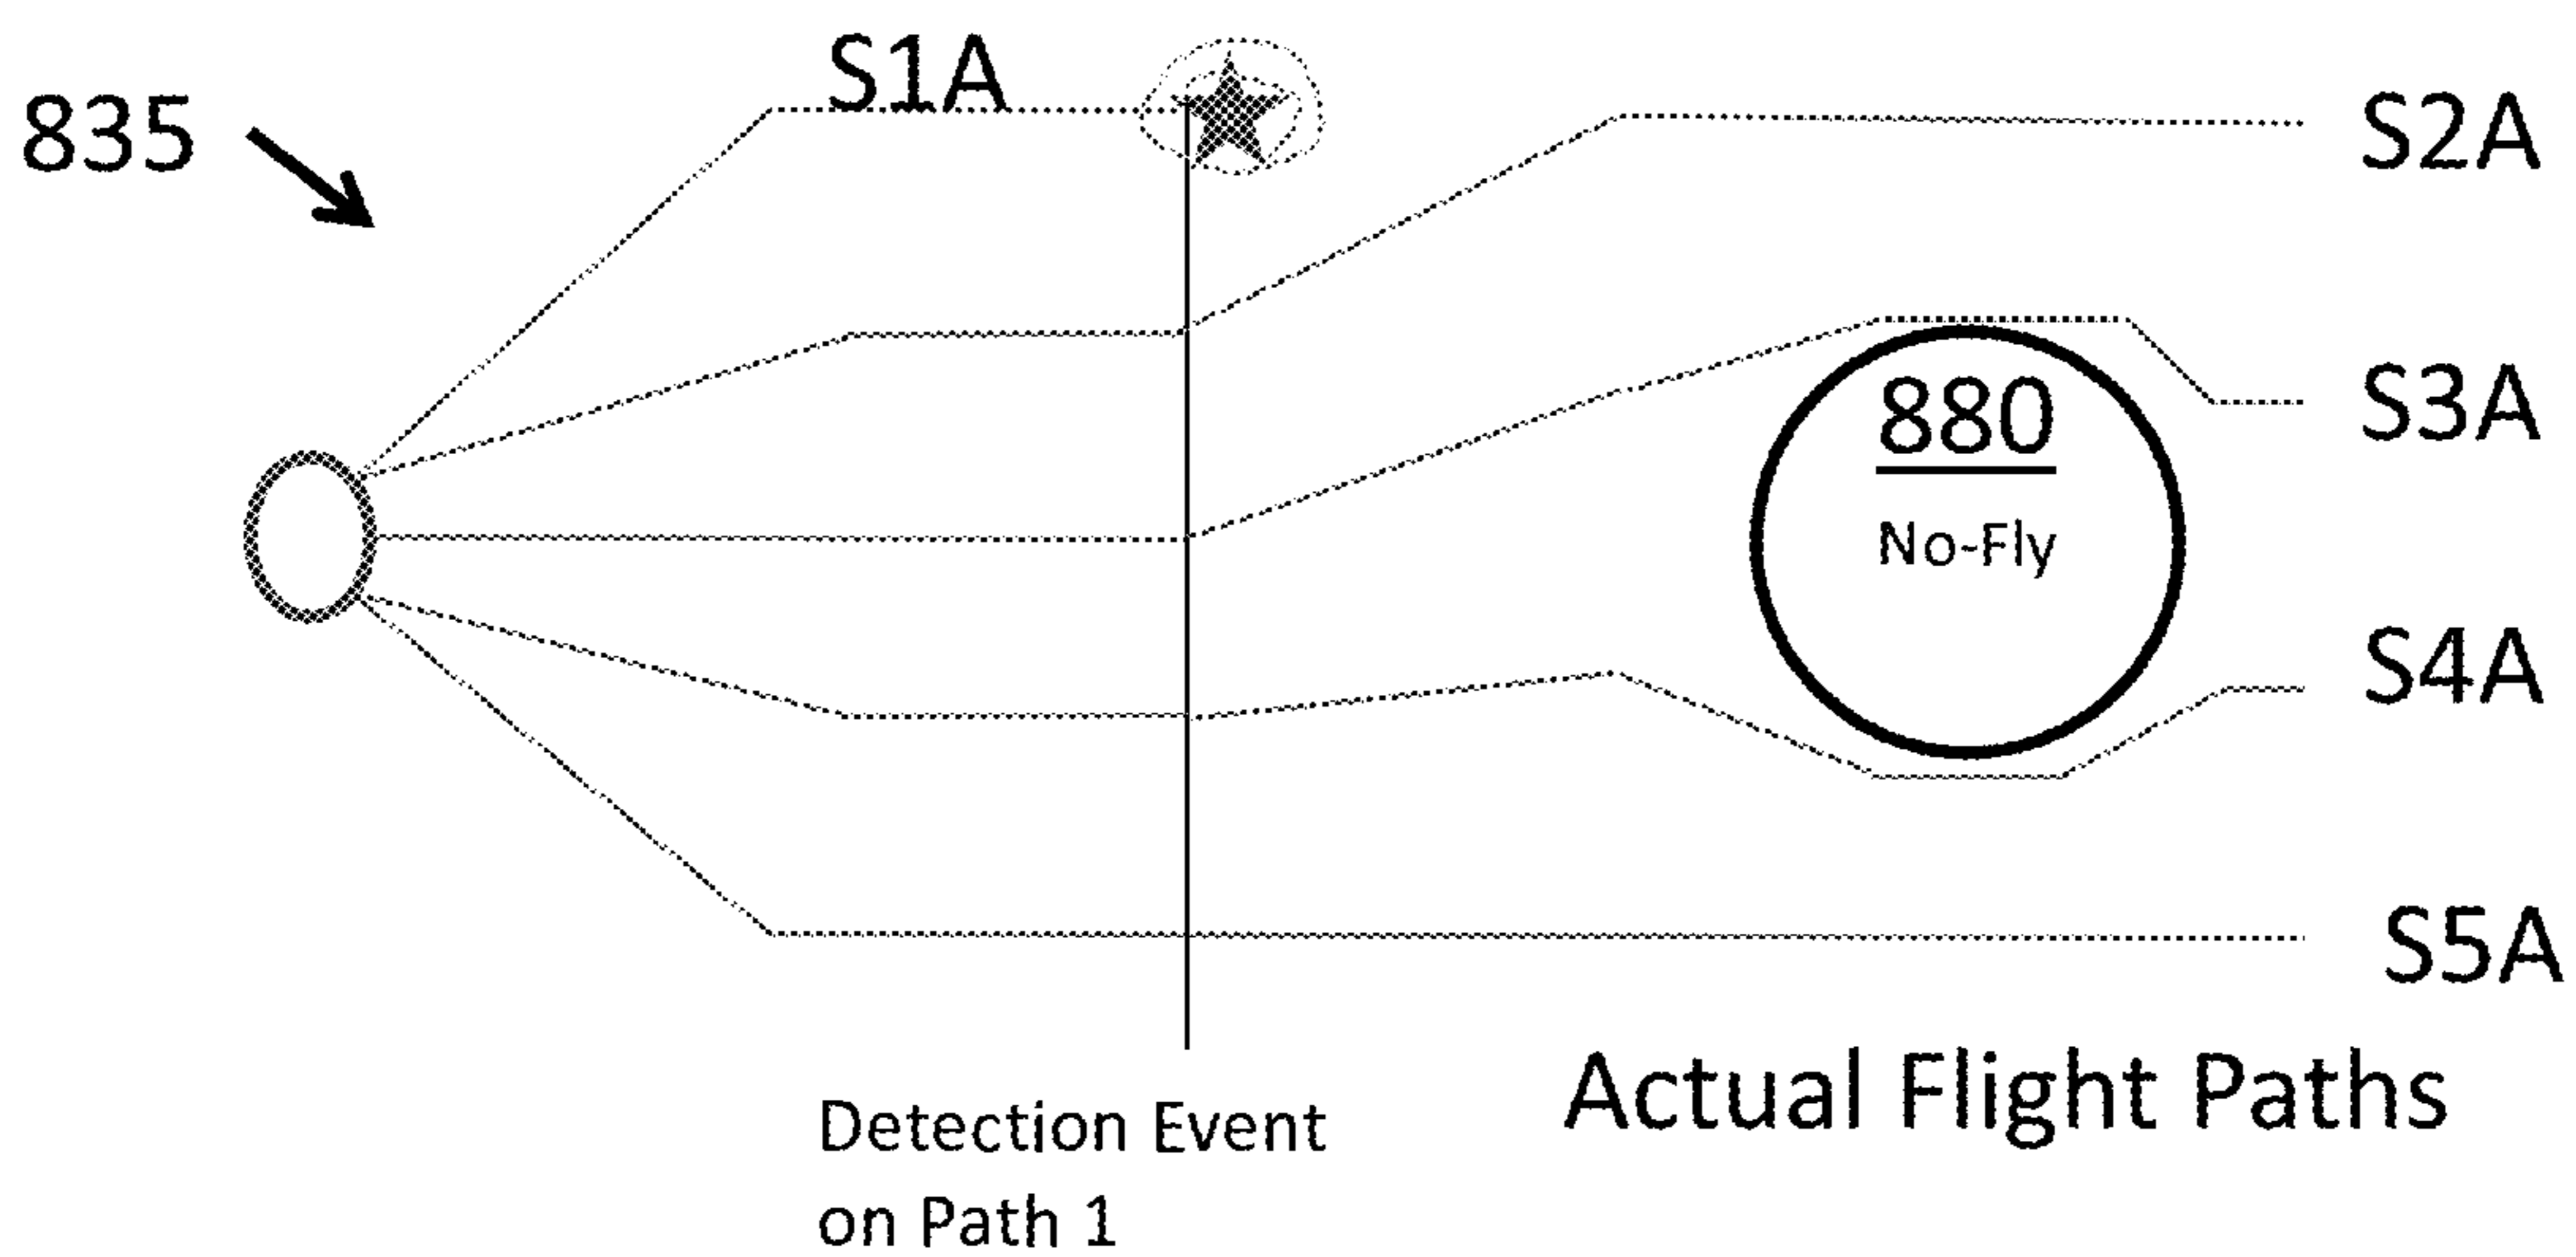 S1A
835
S2A
S3A
880
No-Fly
S4A
S5A
Actual Flight Paths
Detection Event
on Path 1